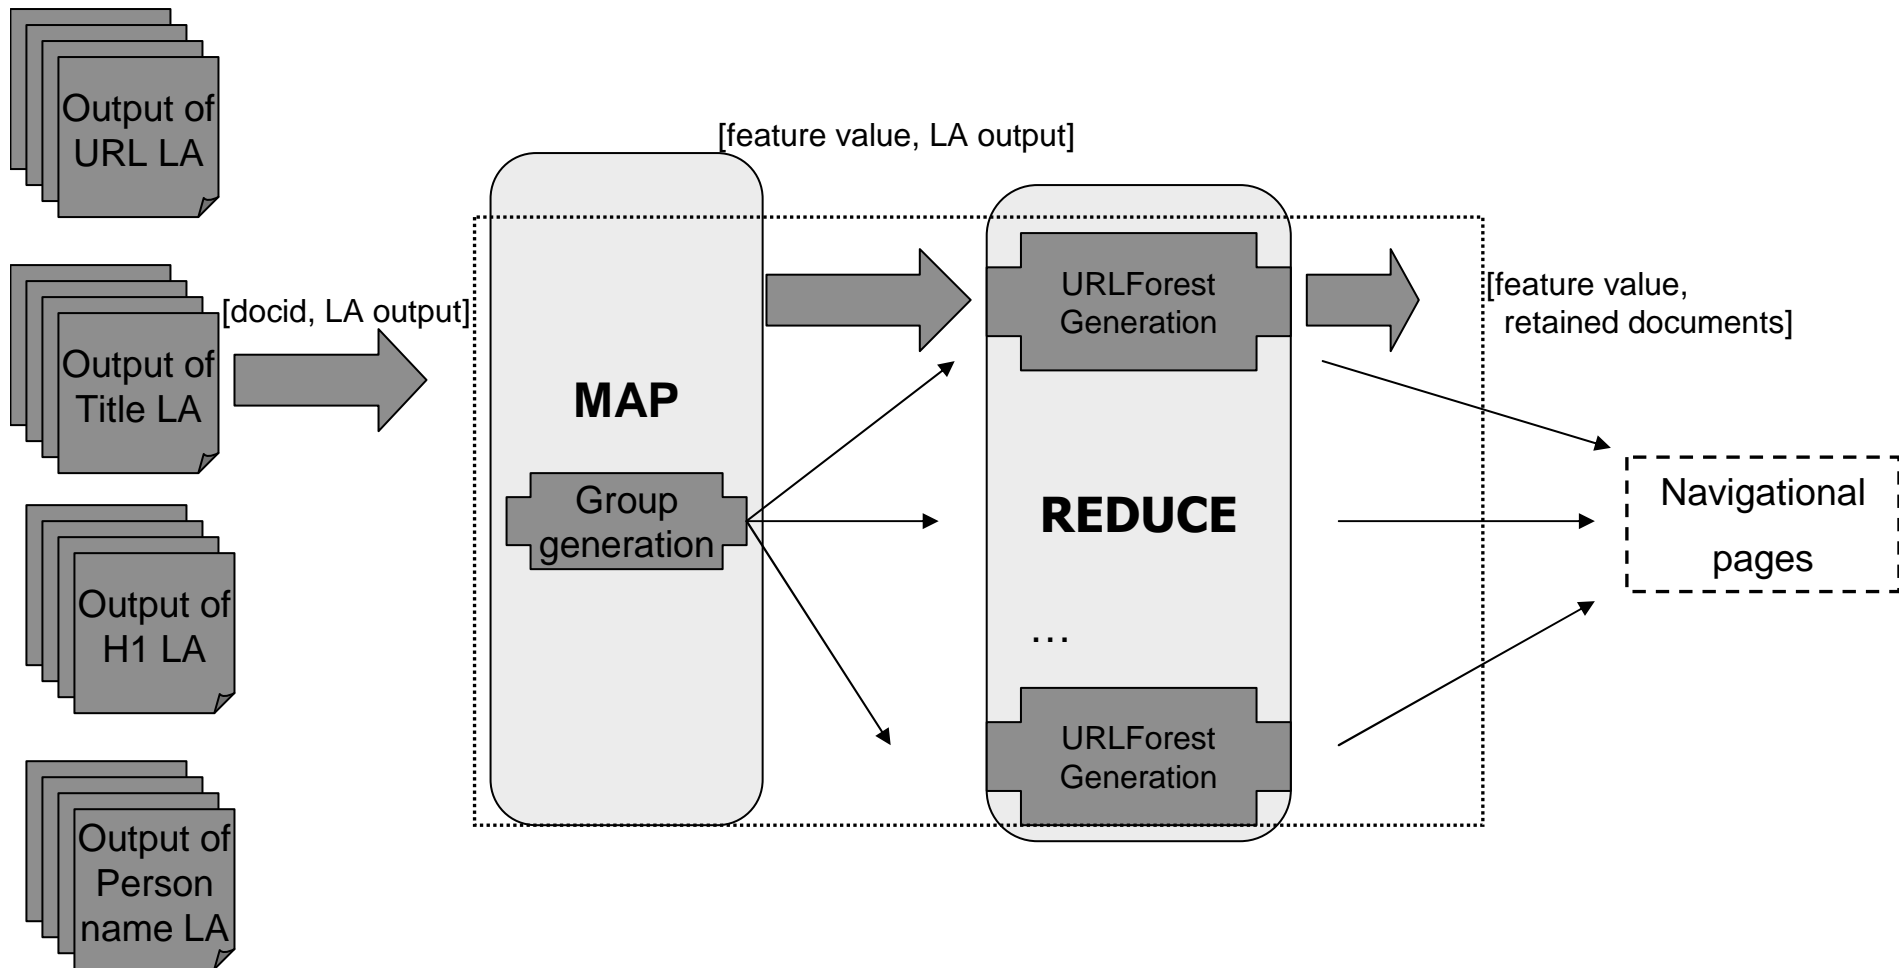 Output of
URL LA
[feature value, LA output]
Output of
Title LA
[docid, LA output]
MAP
Group
generation
URLForest
Generation
REDUCE
…
URLForest
Generation
[feature value,
retained documents]
Navigational
pages
Output of
H1 LA
Output of
Person
name LA